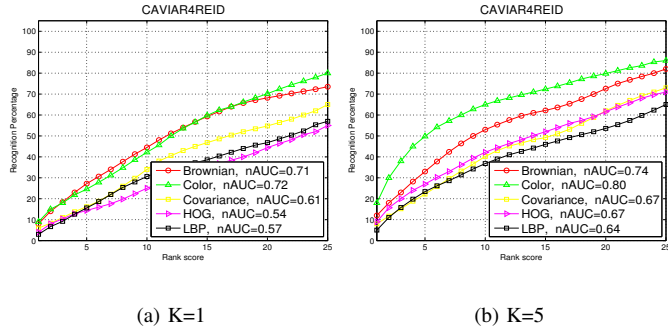 CAVIAR4REID
100
90
80
70
60
50
40
30
20
10
0
Recognition Percentage
5
10
15
20
25
Rank score
Brownian, nAUC=0.71
Color, nAUC=0.72
Covariance, nAUC=0.61
HOG, nAUC=0.54
LBP, nAUC=0.57
(a) K=1
CAVIAR4REID
100
90
80
70
60
50
40
30
20
10
0
Recognition Percentage
5
10
15
20
25
Rank score
Brownian, nAUC=0.74
Color, nAUC=0.80
Covariance, nAUC=0.67
HOG, nAUC=0.67
LBP, nAUC=0.64
(b) K=5